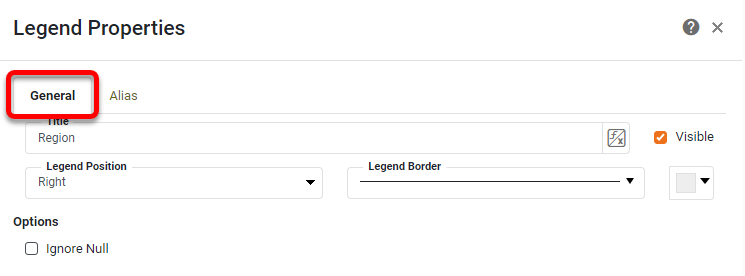 Legend Properties
General
Alias
Title
Region
Visible
Legend Position
Right
Legend Border
Options
Ignore Null